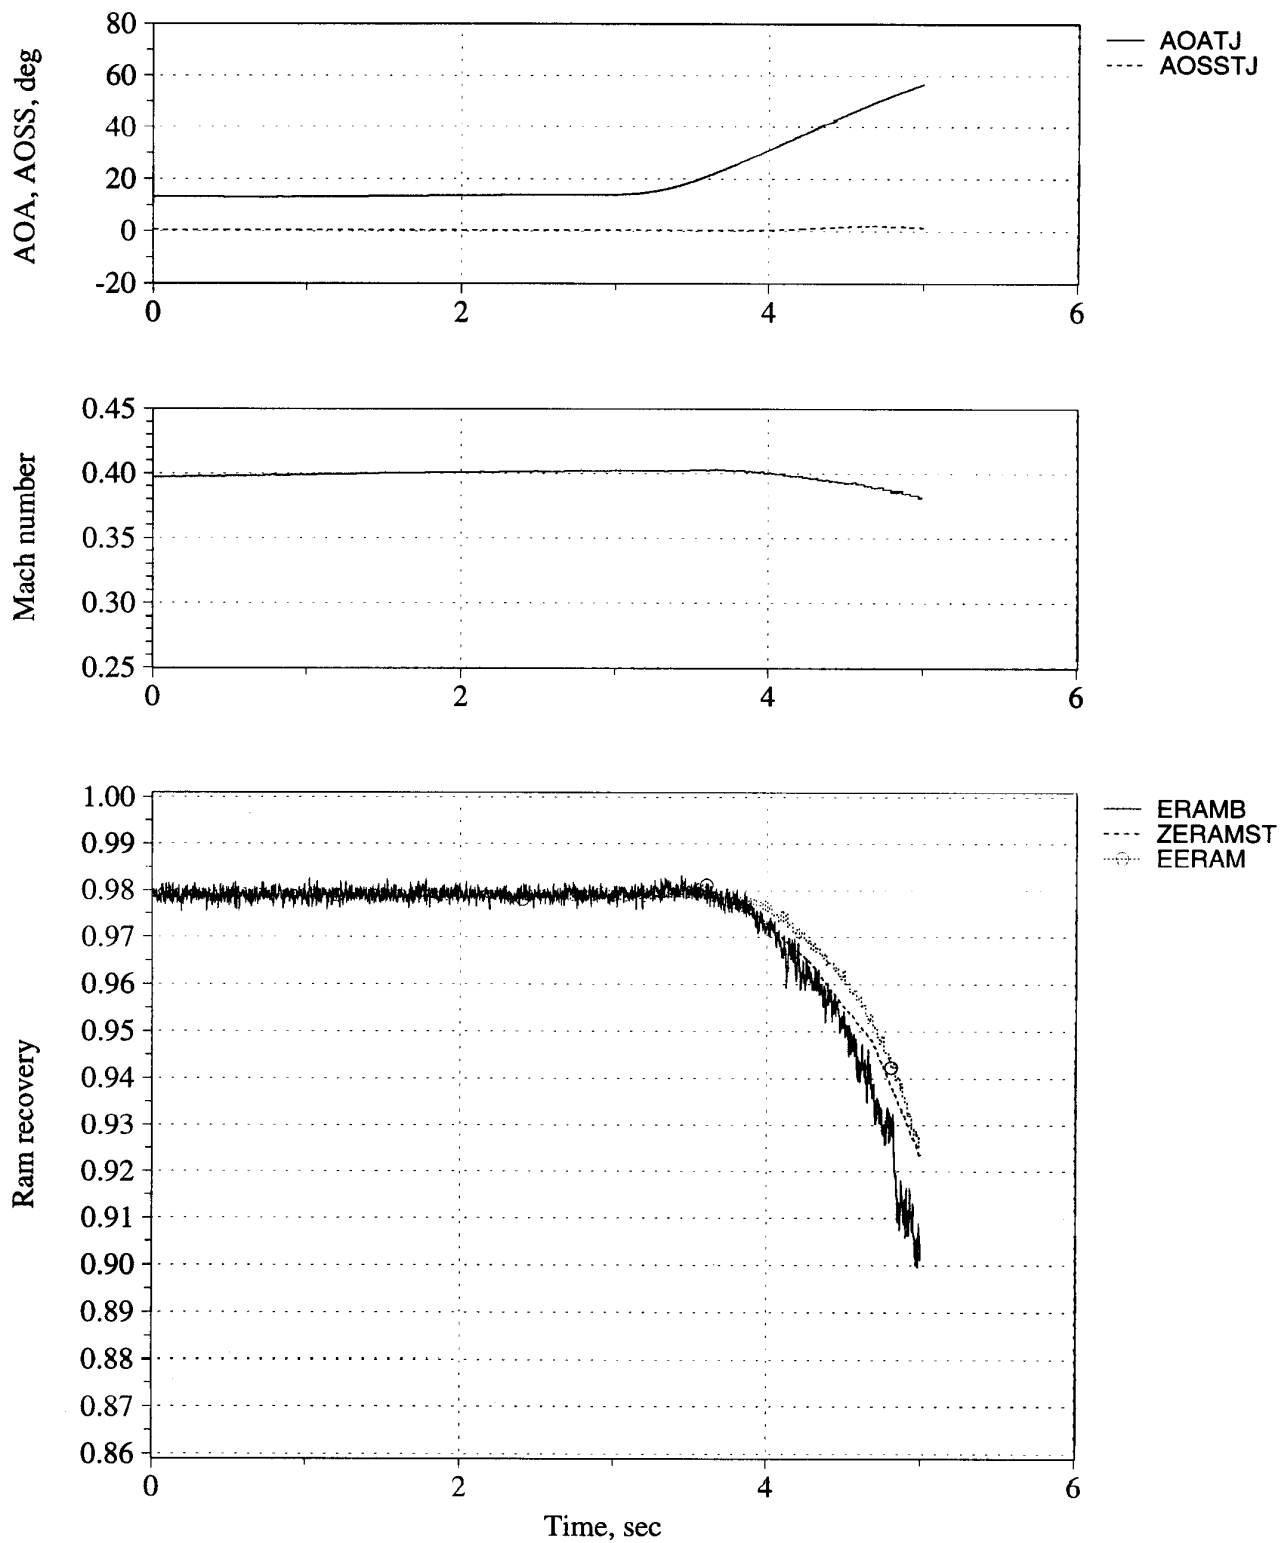 AOA, AOSS, deg
80
60
40
20
0
-20
0 2 4 6
AOATJ
AOSSTJ
Mach number
0.45
0.40
0.35
0.30
0.25
0 2 4 6
Ram recovery
1.00
0.99
0.98
0.97
0.96
0.95
0.94
0.93
0.92
0.91
0.90
0.89
0.88
0.87
0.86
0 2 4 6
Time, sec
ERAMB
ZERAMST
EERAM